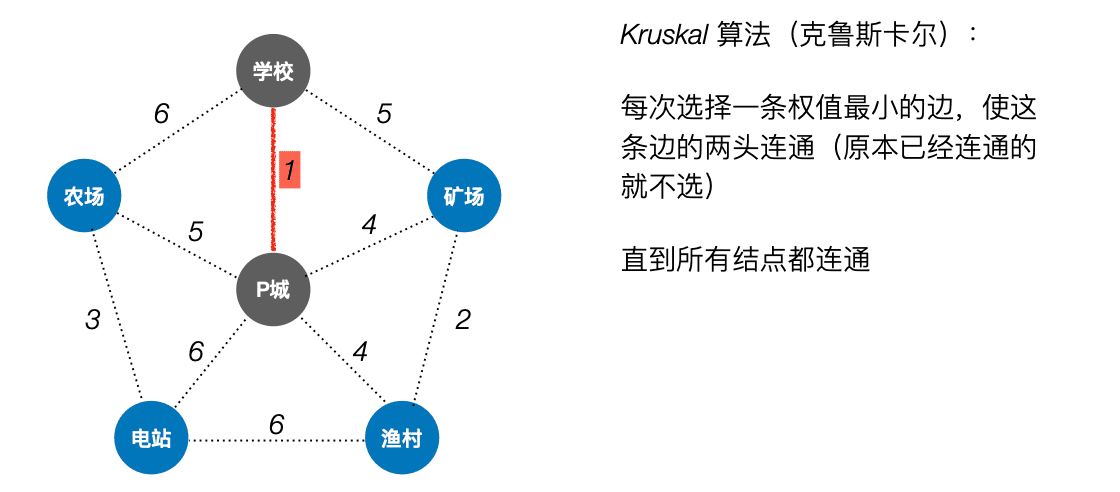 Kruskal 算法（克鲁斯卡尔）：
每次选择一条权值最小的边，使这
条边的两头连通（原本已经连通的
就不选）
直到所有结点都连通
学校
6
5
1
农场
矿场
5
4
P城
3
2
6
4
6
电站
渔村